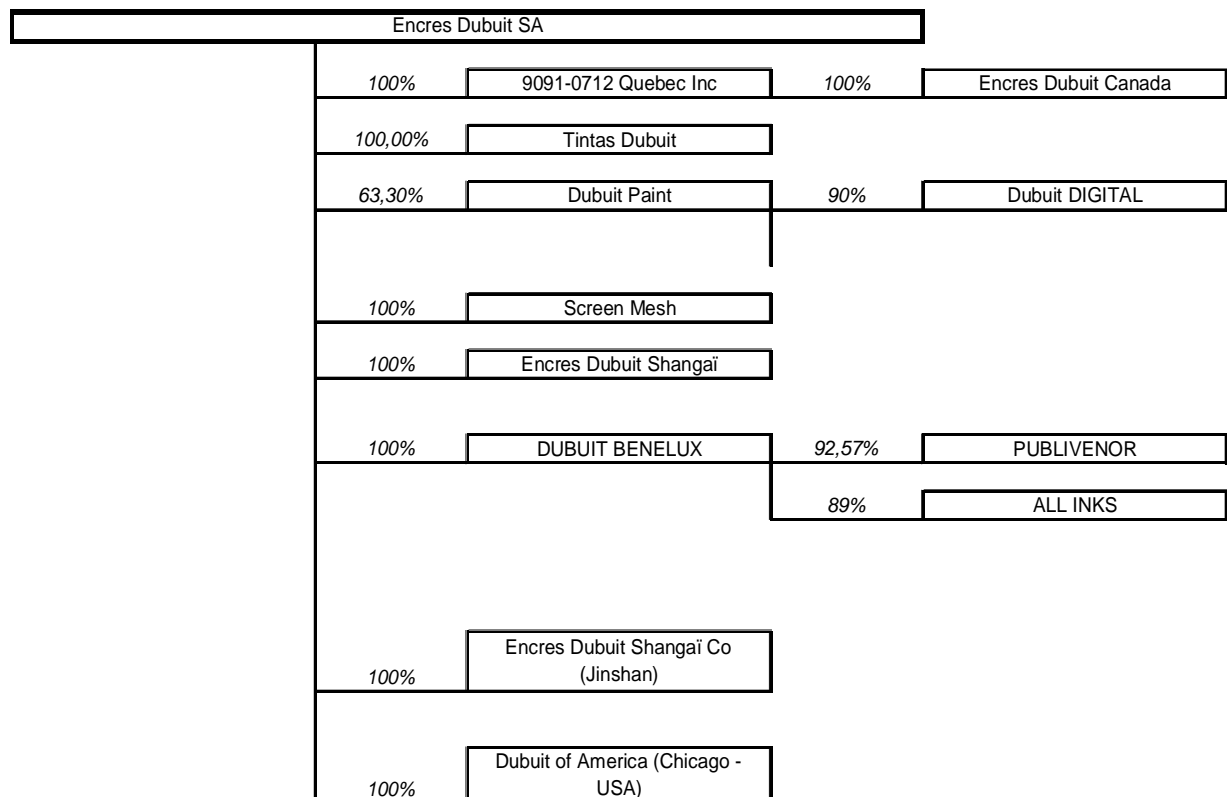 Encres Dubuit SA
100% 9091-0712 Quebec Inc 100% Encres Dubuit Canada
100,00% Tintas Dubuit
63,30% Dubuit Paint 90% Dubuit DIGITAL
100% Screen Mesh
100% Encres Dubuit Shangaï
100% DUBUIT BENELUX 92,57% PUBLIVENOR
89% ALL INKS
Encres Dubuit Shangaï Co
100% (Jinshan)
Dubuit of America (Chicago -
100% USA)